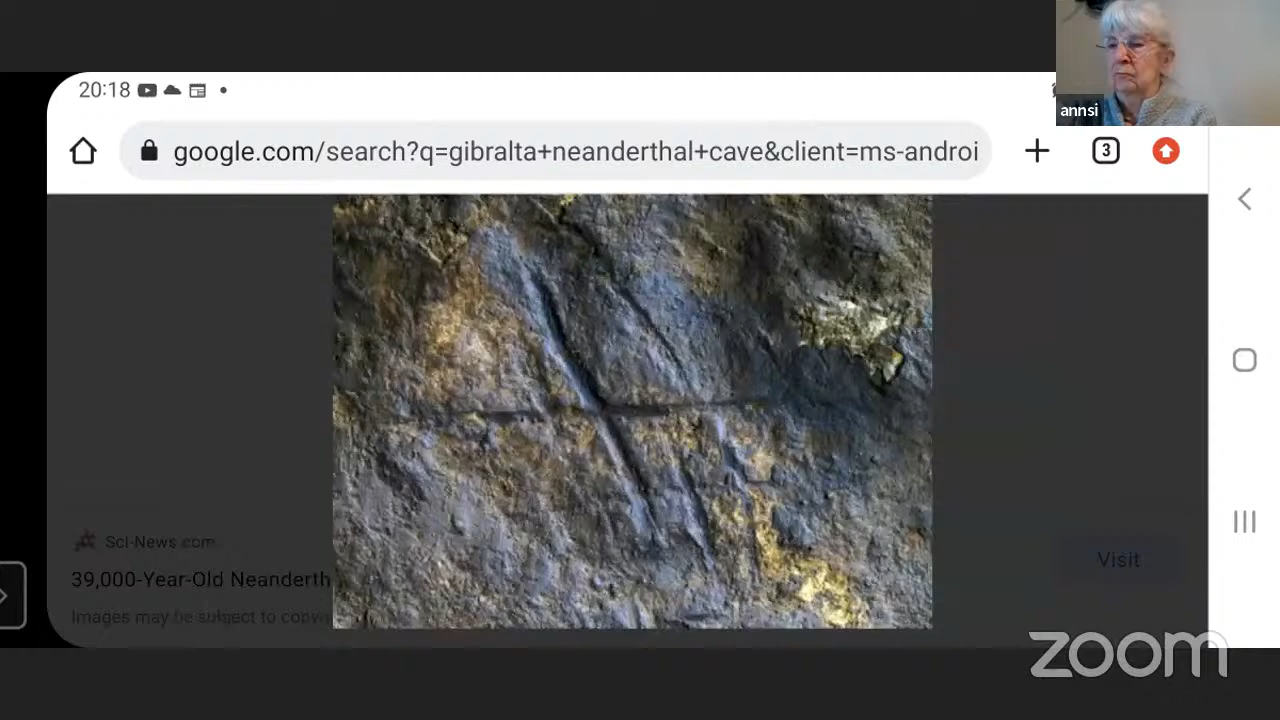 annsi
20:18
google.com/search?q=gibralta+neanderthal+cave&client=ms-androi
3
Sci-News.com
39,000-Year-Old Neanderth
Visit
Images may be subject to copyri
zoom